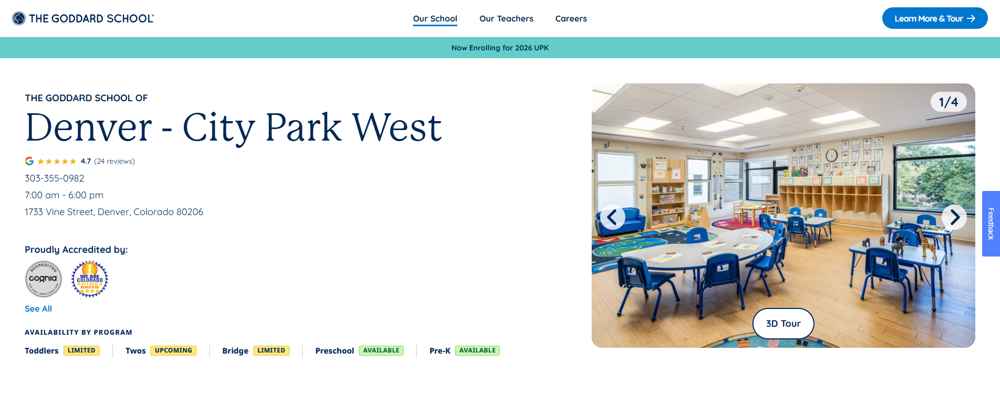 THE GODDARD SCHOOL
Our School
Our Teachers
Careers
Learn More & Tour
Now Enrolling for 2026 UPK
THE GODDARD SCHOOL OF
Denver - City Park West
4.7 (24 reviews)
303-355-0982
7:00 am - 6:00 pm
1733 Vine Street, Denver, Colorado 80206
Proudly Accredited by:
ACCREDITED
cognia
WE ARE
COLORADO
SHINES
RATED
See All
AVAILABILITY BY PROGRAM
Toddlers LIMITED
Twos UPCOMING
Bridge LIMITED
Preschool AVAILABLE
Pre-K AVAILABLE
1/4
3D Tour
Feedback